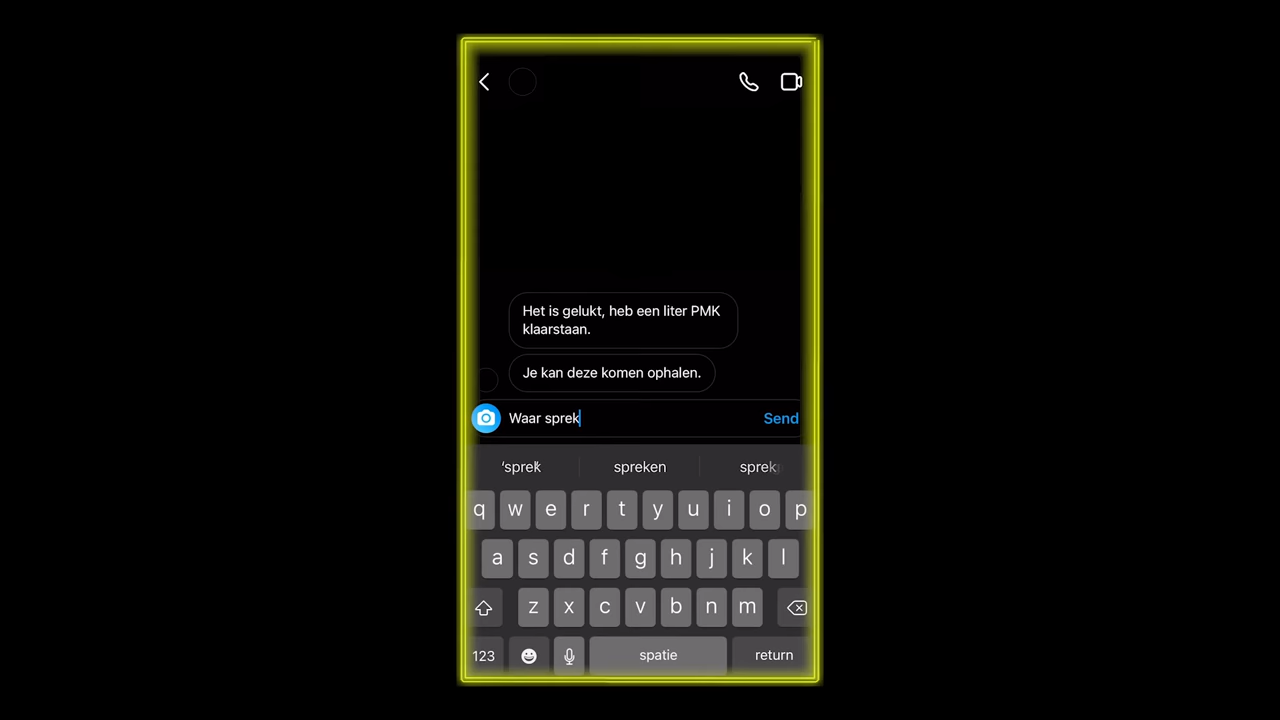 Het is gelukt, heb een liter PMK
klaarstaan.
Je kan deze komen ophalen.
Waar sprek
Send
'sprek spreken sprek
q w e r t y u i o p
a s d f g h j k l
z x c v b n m
123 spatie return